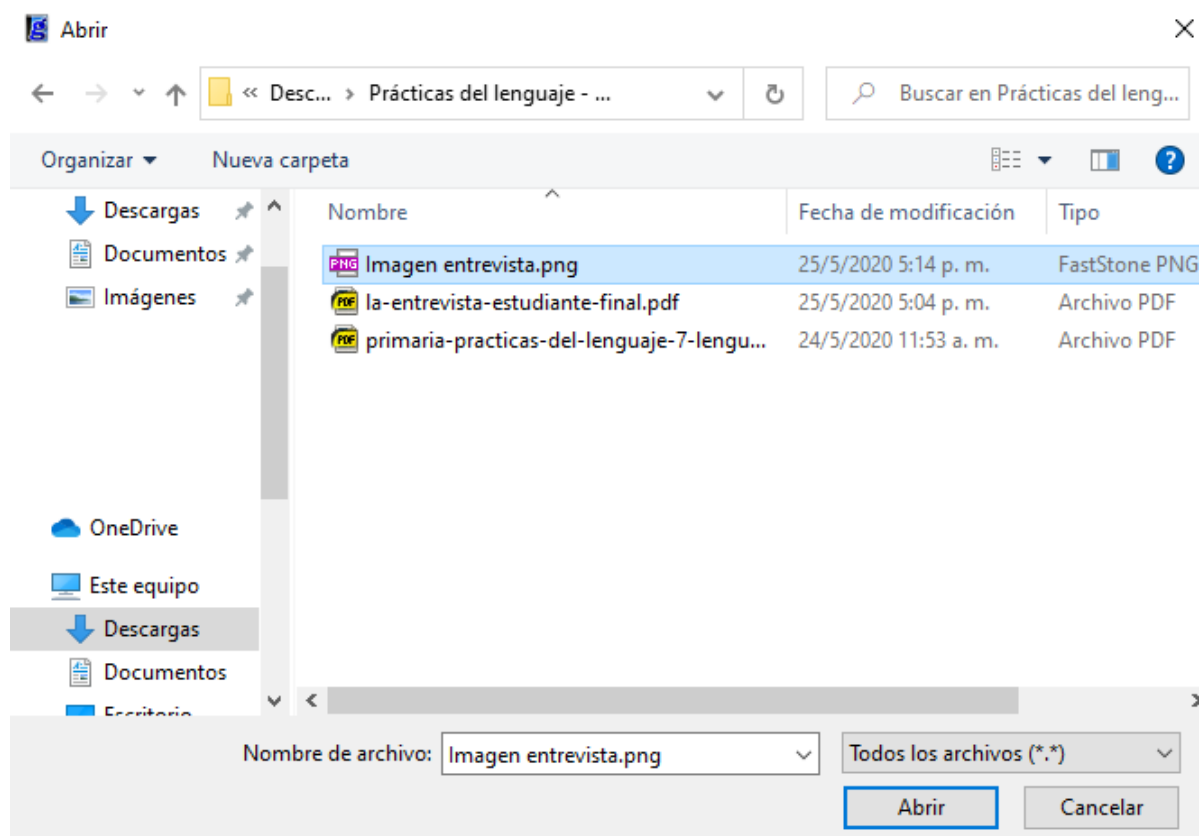 Abrir
« Desc... › Prácticas del lenguaje - ...
Buscar en Prácticas del leng...
Organizar
Nueva carpeta
?
Descargas
Documentos
Imágenes
OneDrive
Este equipo
Descargas
Documentos
Escritorio
Nombre Fecha de modificación Tipo
PNG Imagen entrevista.png 25/5/2020 5:14 p. m. FastStone PNG
PDF la-entrevista-estudiante-final.pdf 25/5/2020 5:04 p. m. Archivo PDF
PDF primaria-practicas-del-lenguaje-7-lengu... 24/5/2020 11:53 a. m. Archivo PDF
Nombre de archivo: Imagen entrevista.png Todos los archivos (*.*)
Abrir Cancelar